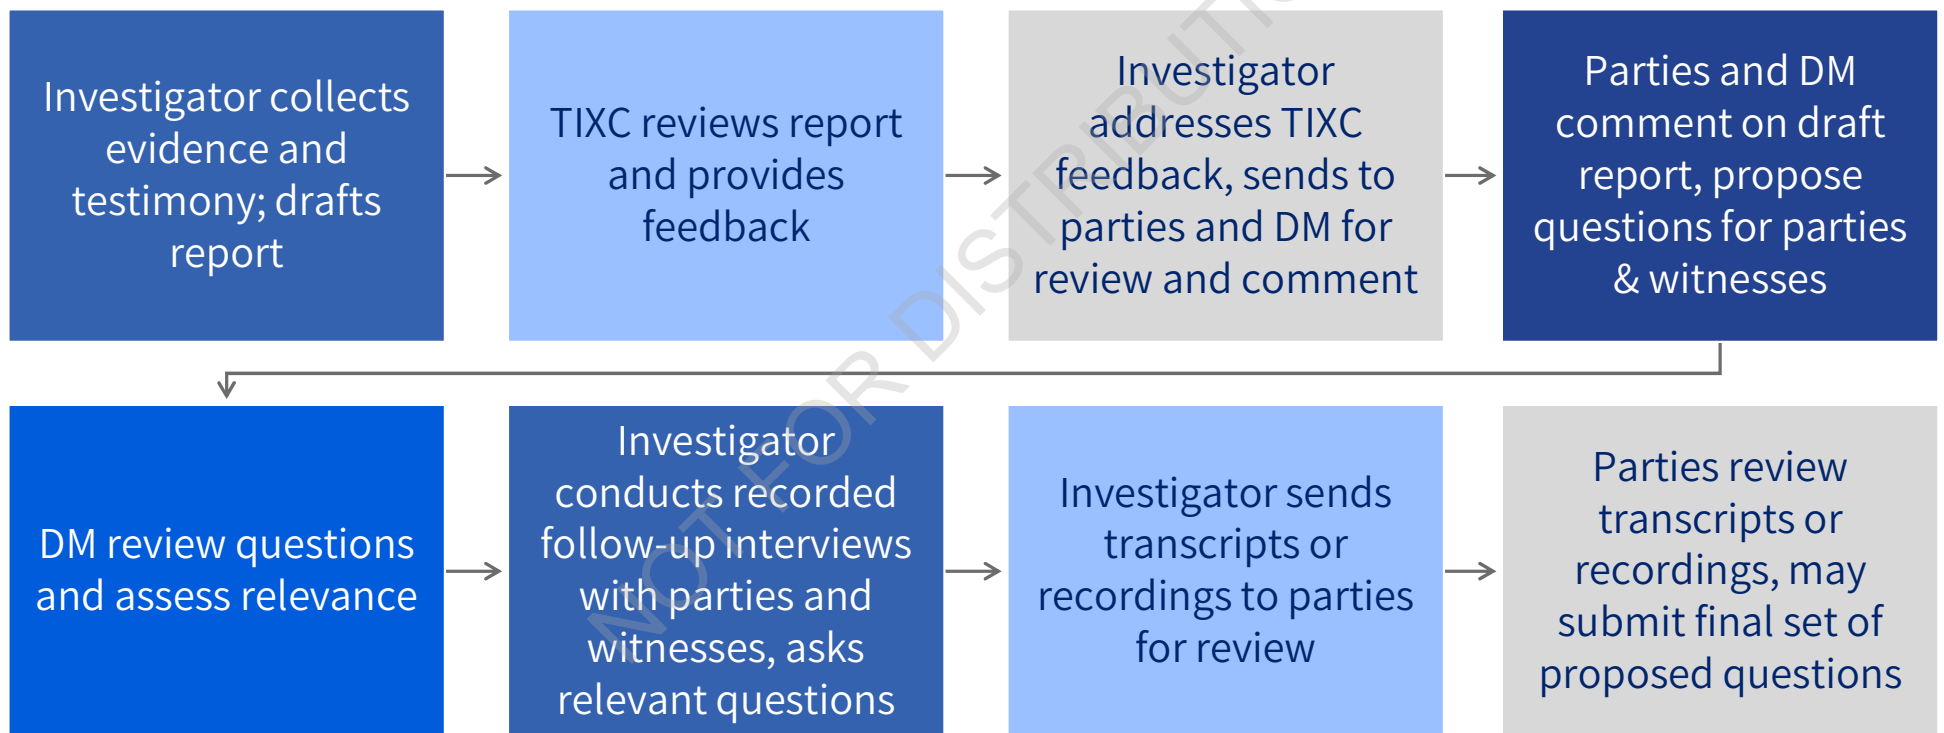 Investigator collects
evidence and
testimony; drafts
report
TIXC reviews report
and provides
feedback
Investigator
addresses TIXC
feedback, sends to
parties and DM for
review and comment
Parties and DM
comment on draft
report, propose
questions for parties
& witnesses
DM review questions
and assess relevance
Investigator
conducts recorded
follow-up interviews
with parties and
witnesses, asks
relevant questions
Investigator sends
transcripts or
recordings to parties
for review
Parties review
transcripts or
recordings, may
submit final set of
proposed questions
NOT FOR DISTRIBUTIO